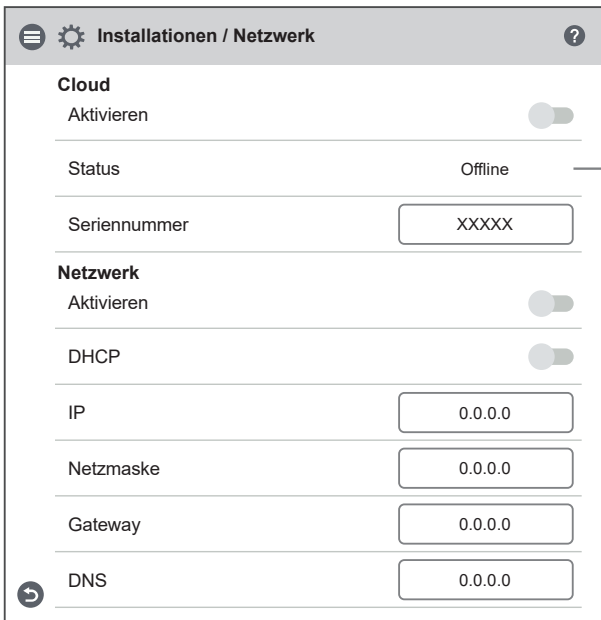 Installationen / Netzwerk ?
Cloud
Aktivieren
Status Offline
Seriennummer XXXXX
Netzwerk
Aktivieren
DHCP
IP 0.0.0.0
Netzmaske 0.0.0.0
Gateway 0.0.0.0
DNS 0.0.0.0